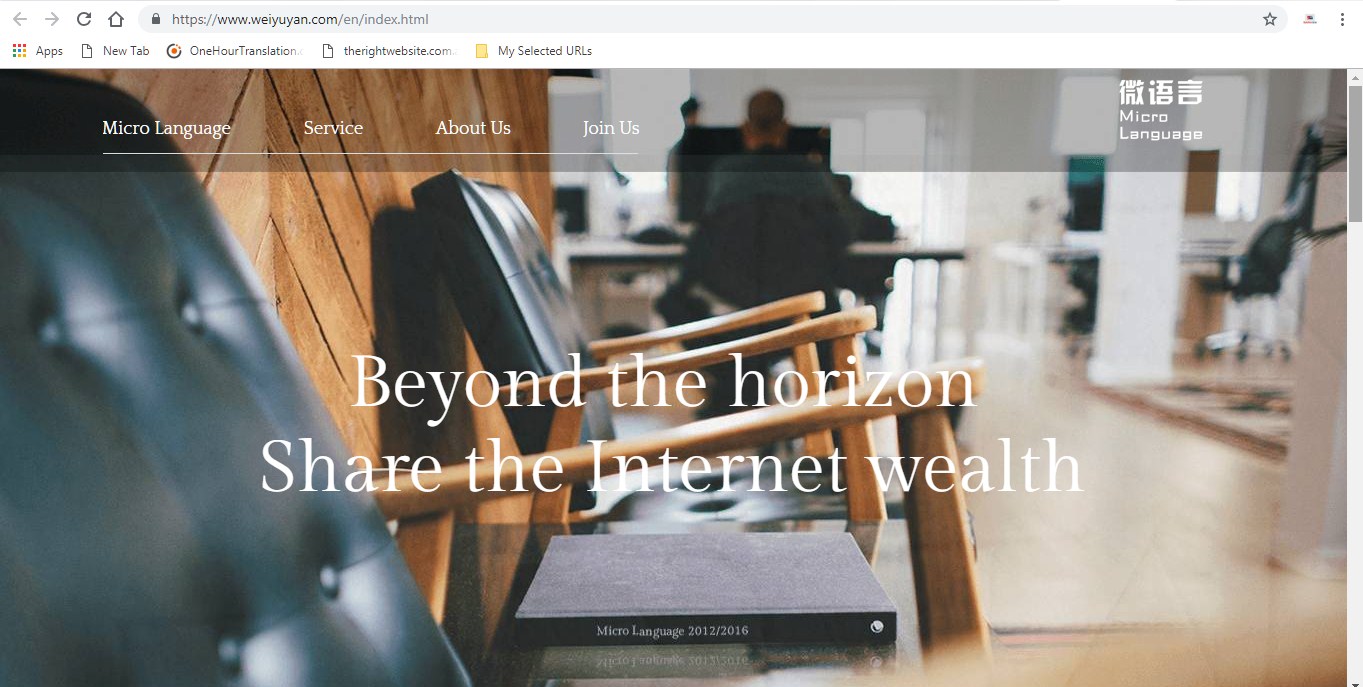 https://www.weiyuyan.com/en/index.html
Apps
New Tab
OneHourTranslation.c
therightwebsite.com
My Selected URLs
微语言
Micro
Language
Micro Language
Service
About Us
Join Us
Beyond the horizon
Share the Internet wealth
Micro Language 2012/2016